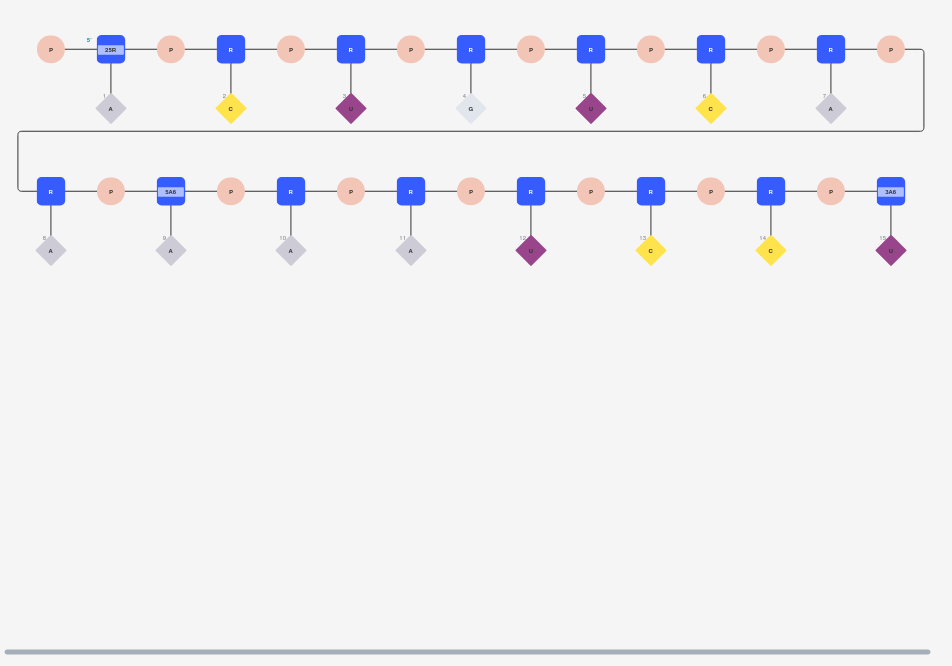 5'
P 25R P R P R P R P R P R P R P
1 A 2 C 3 U 4 G 5 U 6 C 7 A
R P 5A6 P R P R P R P R P R P 3A6
8 A 9 A 10 A 11 A 12 U 13 C 14 C 15 U